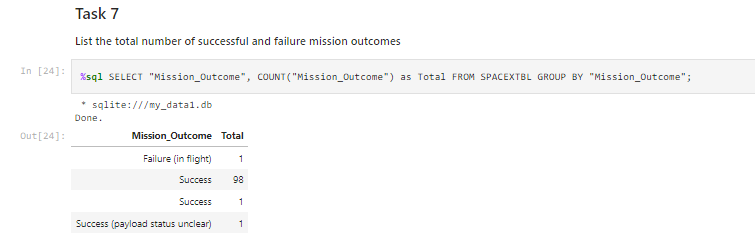 Task 7
List the total number of successful and failure mission outcomes
In [24]: %sql SELECT "Mission_Outcome", COUNT("Mission_Outcome") as Total FROM SPACEXTBL GROUP BY "Mission_Outcome";
* sqlite:///my_data1.db
Done.
Out[24]: Mission_Outcome Total
Failure (in flight) 1
Success 98
Success 1
Success (payload status unclear) 1